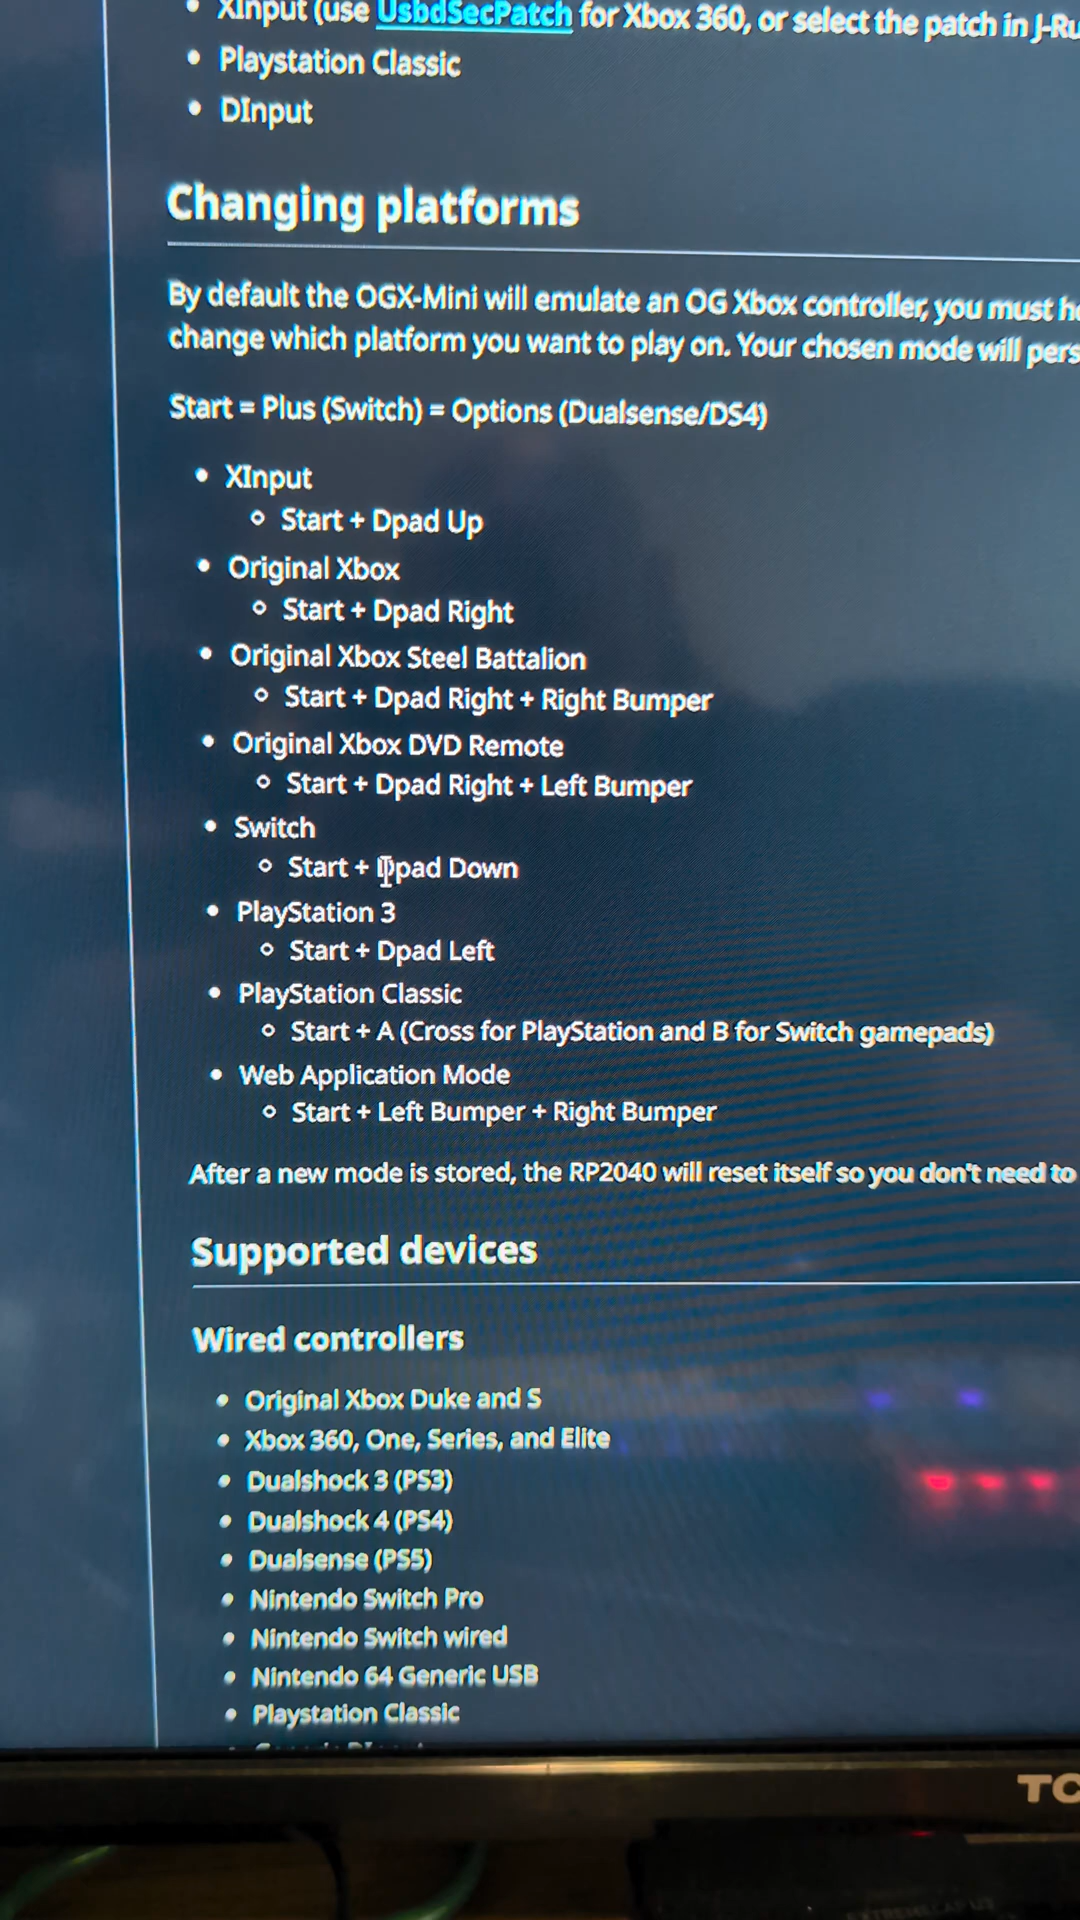 XInput (use UsbdSecPatch for Xbox 360, or select the patch in
Playstation Classic
DInput
Changing platforms
By default the OGX-Mini will emulate an OG Xbox controller, you must
change which platform you want to play on. Your chosen mode will
Start = Plus (Switch) = Options (Dualsense/DS4)
XInput
Start + Dpad Up
Original Xbox
Start + Dpad Right
Original Xbox Steel Battalion
Start + Dpad Right + Right Bumper
Original Xbox DVD Remote
Start + Dpad Right + Left Bumper
Switch
Start + Dpad Down
PlayStation 3
Start + Dpad Left
PlayStation Classic
Start + A (Cross for PlayStation and B for Switch gamepads)
Web Application Mode
Start + Left Bumper + Right Bumper
After a new mode is stored, the RP2040 will reset itself so you don't need to
Supported devices
Wired controllers
Original Xbox Duke and S
Xbox 360, One, Series, and Elite
Dualshock 3 (PS3)
Dualshock 4 (PS4)
Dualsense (PS5)
Nintendo Switch Pro
Nintendo Switch wired
Nintendo 64 Generic USB
Playstation Classic
TC